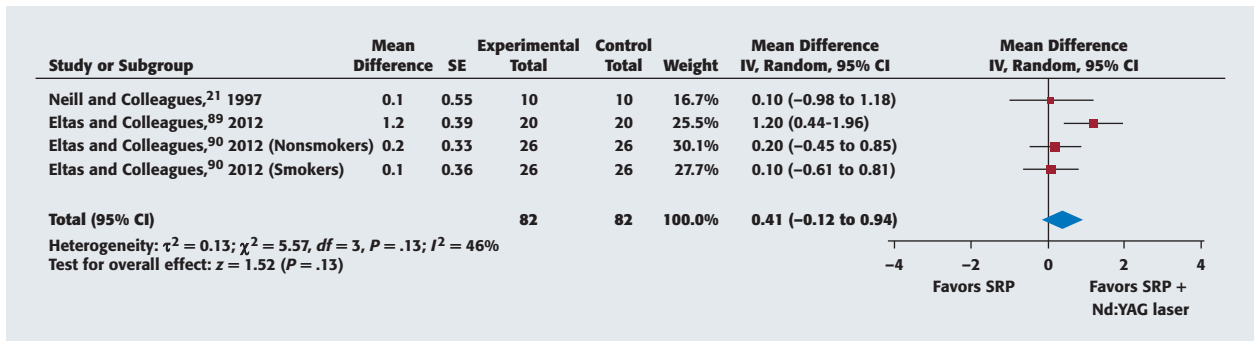 Mean Experimental Control Mean Difference Mean Difference
Study or Subgroup Difference SE Total Total Weight IV, Random, 95% CI IV, Random, 95% CI
Neill and Colleagues,21 1997 0.1 0.55 10 10 16.7% 0.10 (–0.98 to 1.18)
Eltas and Colleagues,89 2012 1.2 0.39 20 20 25.5% 1.20 (0.44-1.96)
Eltas and Colleagues,90 2012 (Nonsmokers) 0.2 0.33 26 26 30.1% 0.20 (–0.45 to 0.85)
Eltas and Colleagues,90 2012 (Smokers) 0.1 0.36 26 26 27.7% 0.10 (–0.61 to 0.81)
Total (95% CI) 82 82 100.0% 0.41 (–0.12 to 0.94)
Heterogeneity: τ2 = 0.13; χ2 = 5.57, df = 3, P = .13; I2 = 46%
Test for overall effect: z = 1.52 (P = .13)
–4 –2 0 2 4
Favors SRP Favors SRP +
Nd:YAG laser